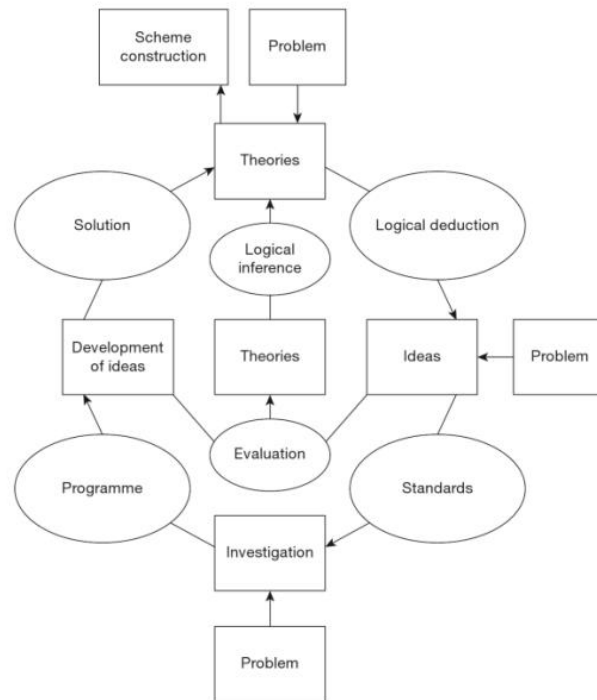 Scheme
construction
Problem
Theories
Solution
Logical deduction
Logical
inference
Development
of ideas
Theories
Ideas
Problem
Evaluation
Programme
Standards
Investigation
Problem